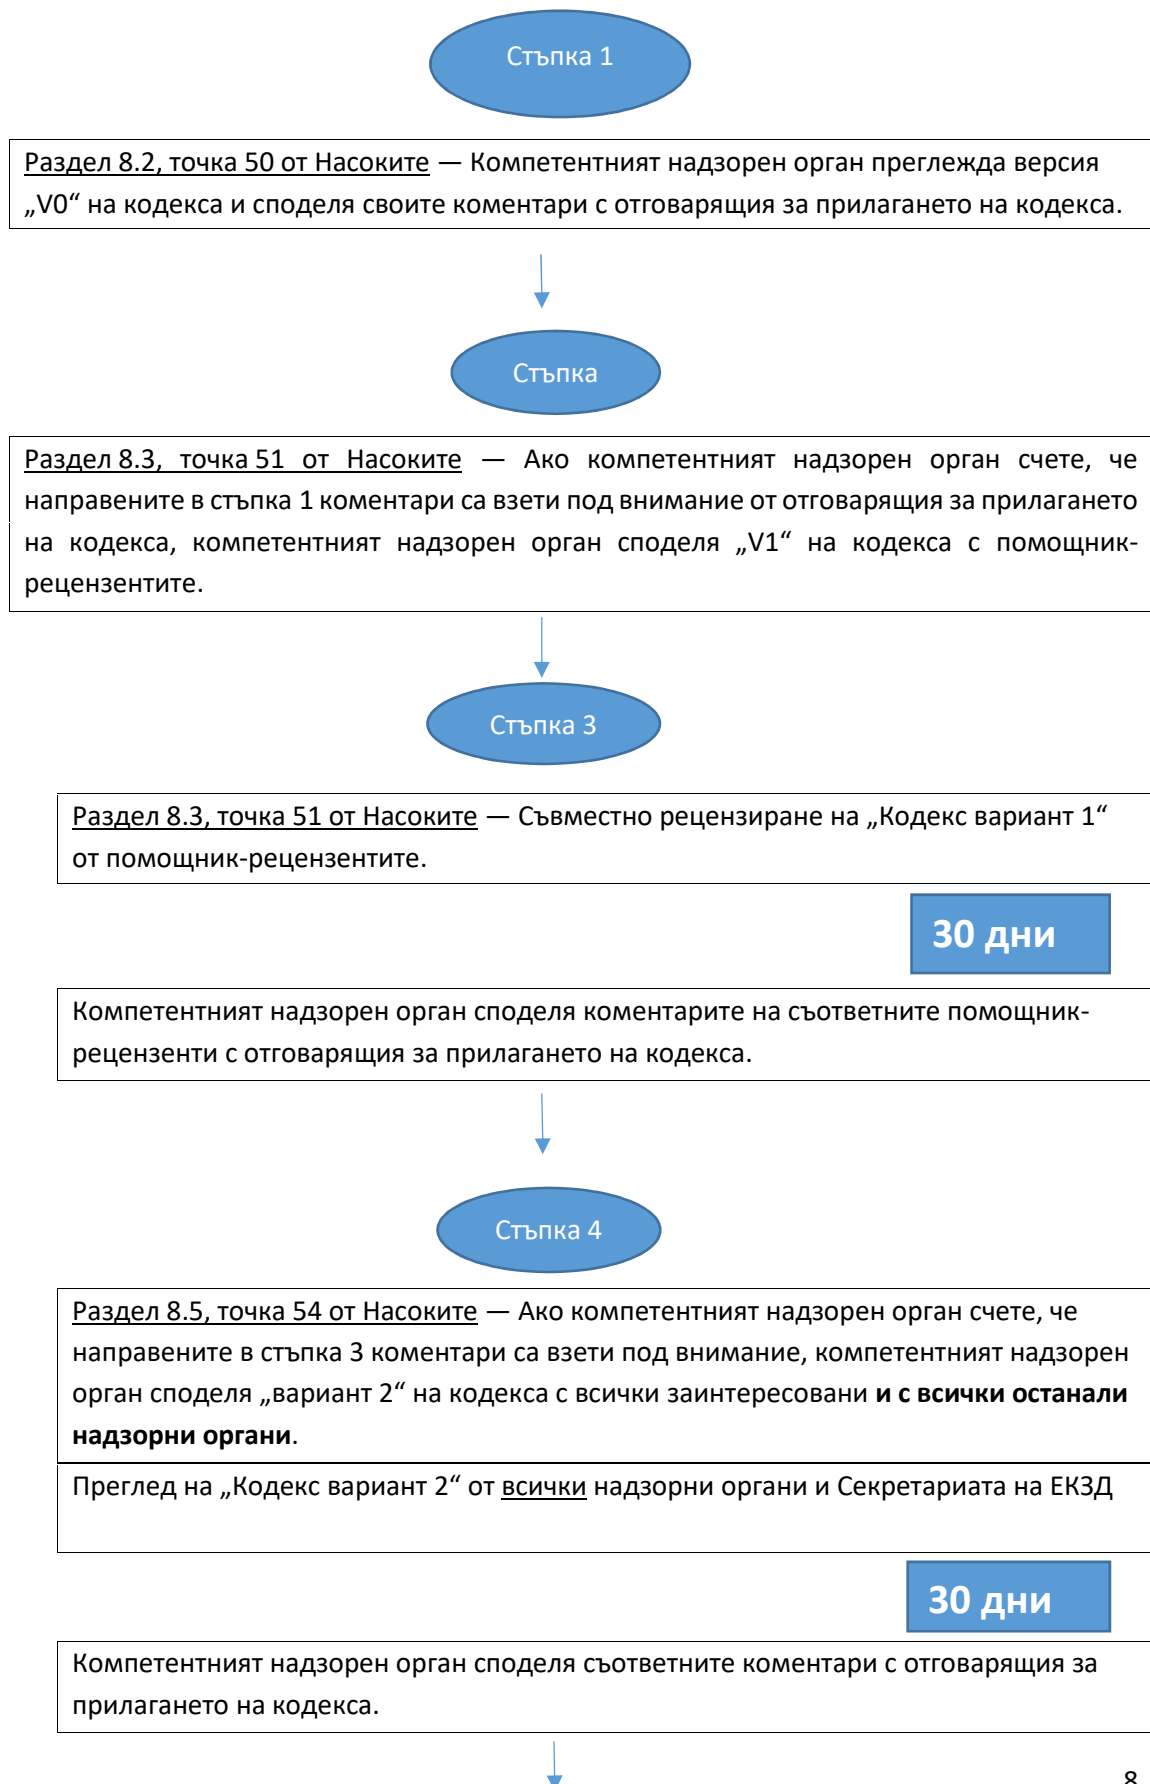 Стъпка 1
Раздел 8.2, точка 50 от Насоките — Компетентният надзорен орган преглежда версия
„V0“ на кодекса и споделя своите коментари с отговарящия за прилагането на кодекса.
Стъпка
Раздел 8.3, точка 51 от Насоките — Ако компетентният надзорен орган счете, че
направените в стъпка 1 коментари са взети под внимание от отговарящия за прилагането
на кодекса, компетентният надзорен орган споделя „V1“ на кодекса с помощник-
рецензентите.
Стъпка 3
Раздел 8.3, точка 51 от Насоките — Съвместно рецензиране на „Кодекс вариант 1“
от помощник-рецензентите.
30 дни
Компетентният надзорен орган споделя коментарите на съответните помощник-
рецензенти с отговарящия за прилагането на кодекса.
Стъпка 4
Раздел 8.5, точка 54 от Насоките — Ако компетентният надзорен орган счете, че
направените в стъпка 3 коментари са взети под внимание, компетентният надзорен
орган споделя „вариант 2“ на кодекса с всички заинтересовани и с всички останали
надзорни органи.
Преглед на „Кодекс вариант 2“ от всички надзорни органи и Секретариата на ЕКЗД
30 дни
Компетентният надзорен орган споделя съответните коментари с отговарящия за
прилагането на кодекса.
8